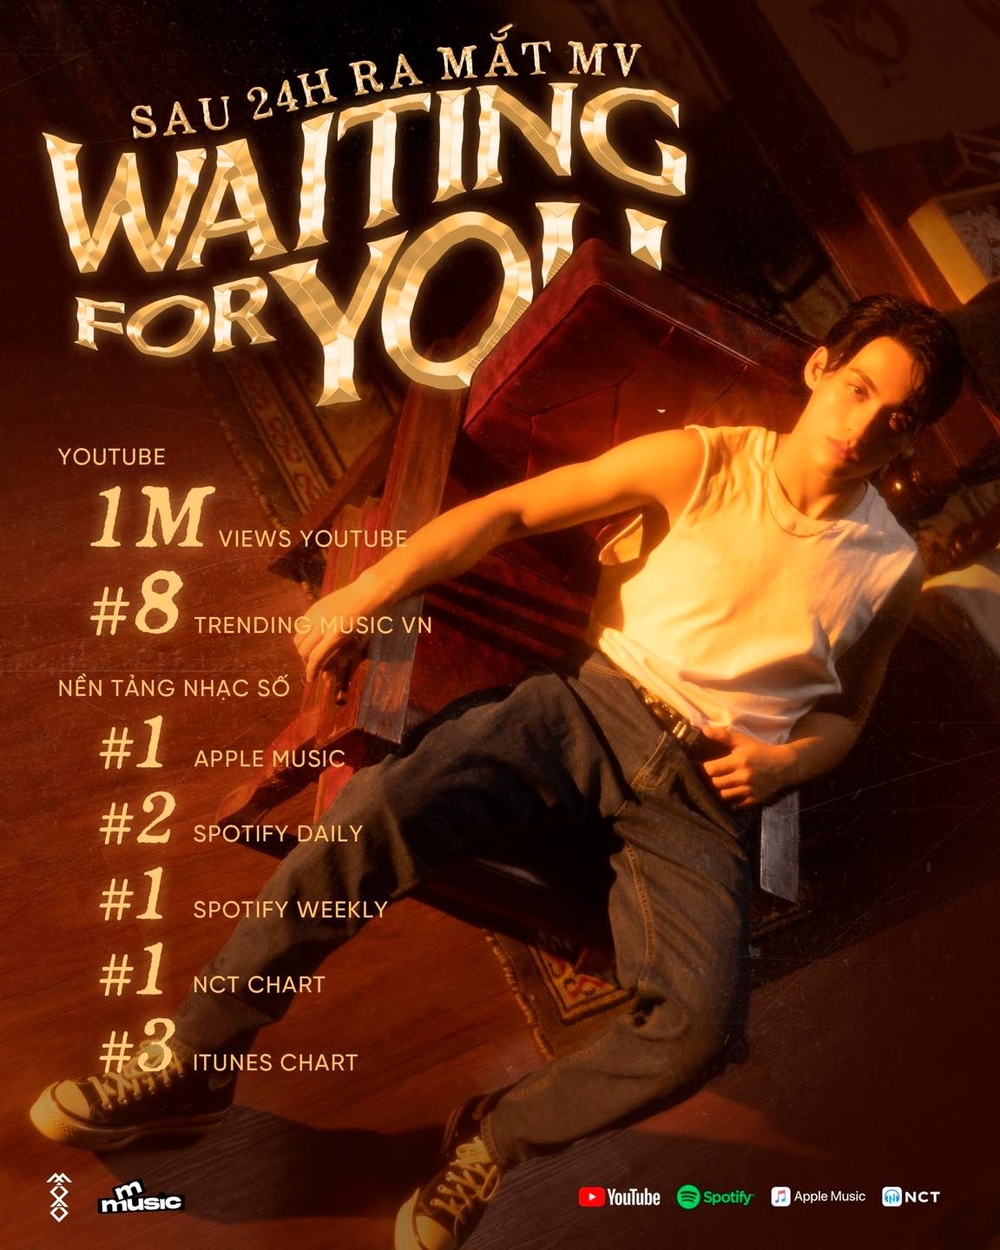 SAU 24H RA MẮT MV
WAITING
FOR YOU
YOUTUBE
1M VIEWS YOUTUBE
#8 TRENDING MUSIC VN
NỀN TẢNG NHẠC SỐ
#1 APPLE MUSIC
#2 SPOTIFY DAILY
#1 SPOTIFY WEEKLY
#1 NCT CHART
#3 ITUNES CHART
MONO
m music
YouTube Spotify Apple Music NCT